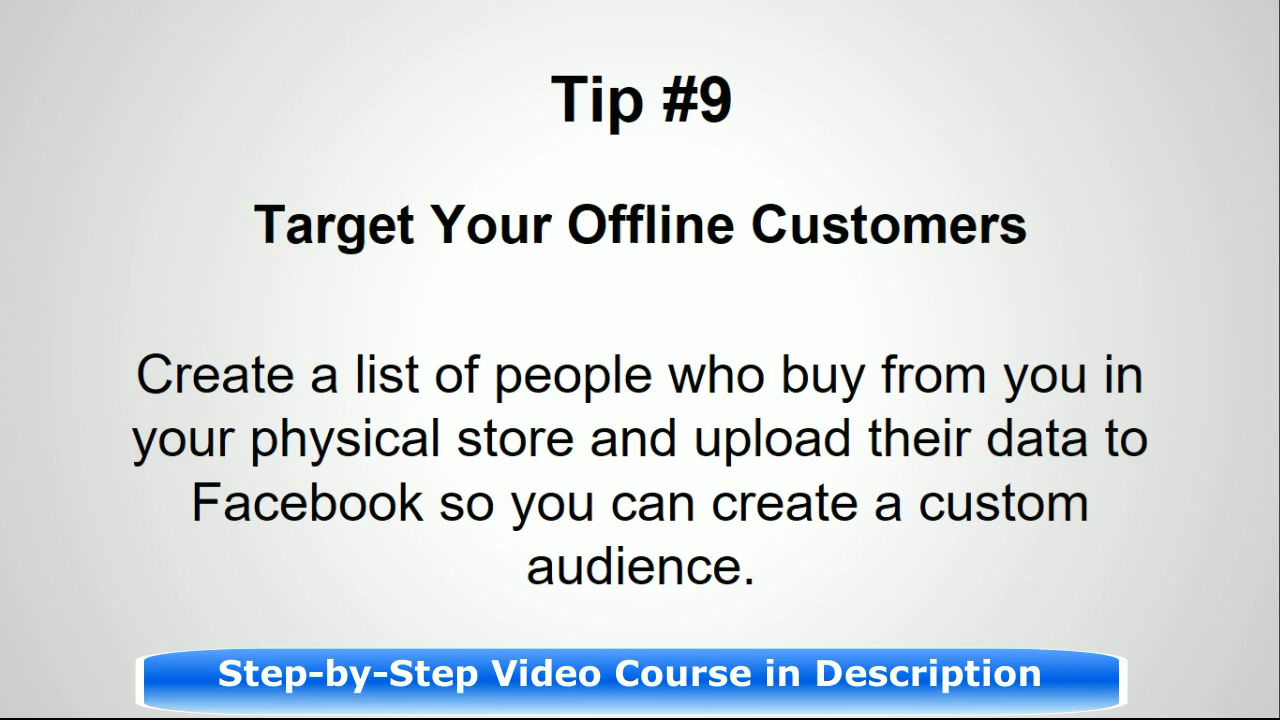 Tip #9
Target Your Offline Customers
Create a list of people who buy from you in
your physical store and upload their data to
Facebook so you can create a custom
audience.
Step-by-Step Video Course in Description